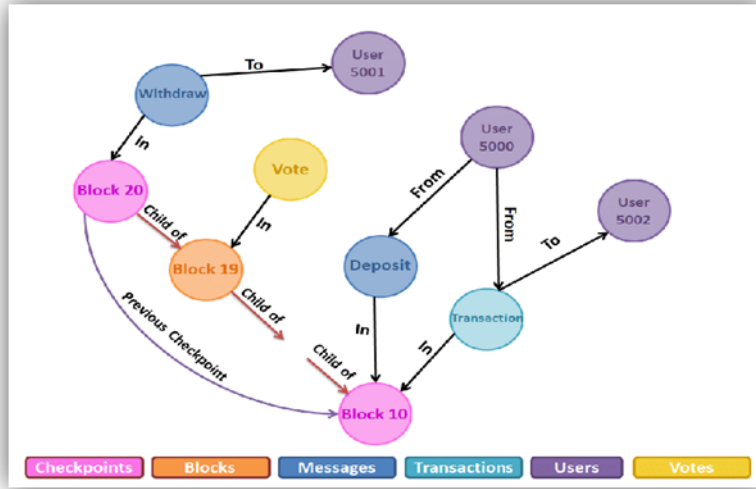 To
User
5001
Withdraw
In
User
5000
Vote
Block 20
From
From
User
5002
Child of
In
To
Block 19
Deposit
Child of
Previous Checkpoint
In
Transaction
In
Child of
Block 10
Checkpoints
Blocks
Messages
Transactions
Users
Votes